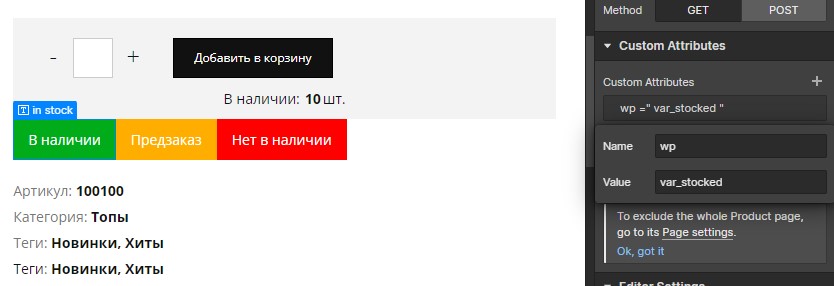 - + Добавить в корзину
В наличии: 10 шт.
in stock
В наличии Предзаказ Нет в наличии
Артикул: 100100
Категория: Топы
Теги: Новинки, Хиты
Теги: Новинки, Хиты
Method GET POST
Custom Attributes
Custom Attributes +
wp =" var_stocked "
Name wp
Value var_stocked
To exclude the whole Product page,
go to its Page settings.
Ok, got it
Editor Settings